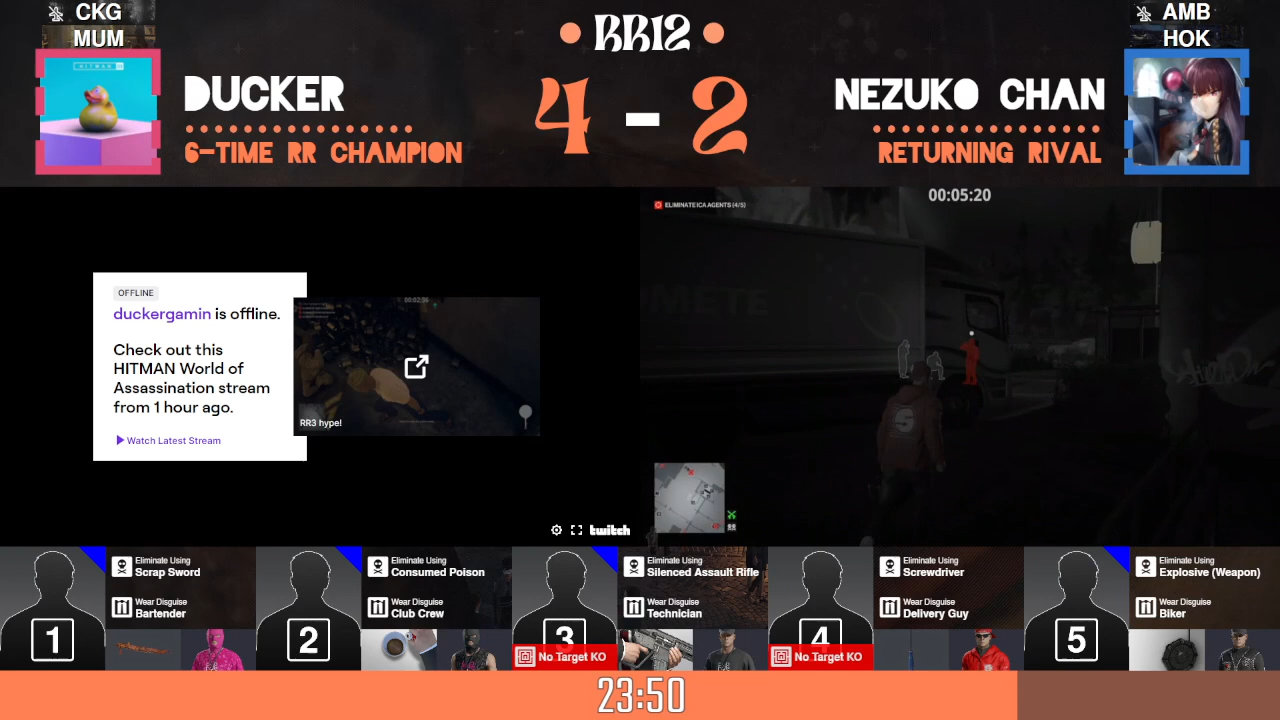 CKG
MUM
DUCKER
6-TIME RR CHAMPION
RR12
4 - 2
AMB
HOK
NEZUKO CHAN
RETURNING RIVAL
OFFLINE
duckergamin is offline.
Check out this
HITMAN World of
Assassination stream
from 1 hour ago.
Watch Latest Stream
00:02:36
RR3 hype!
twitch
ELIMINATE ICA AGENTS (4/5)
00:05:20
1
Eliminate Using
Scrap Sword
Wear Disguise
Bartender
2
Eliminate Using
Consumed Poison
Wear Disguise
Club Crew
3
No Target KO
Eliminate Using
Silenced Assault Rifle
Wear Disguise
Technician
4
No Target KO
Eliminate Using
Screwdriver
Wear Disguise
Delivery Guy
5
Eliminate Using
Explosive (Weapon)
Wear Disguise
Biker
23:50